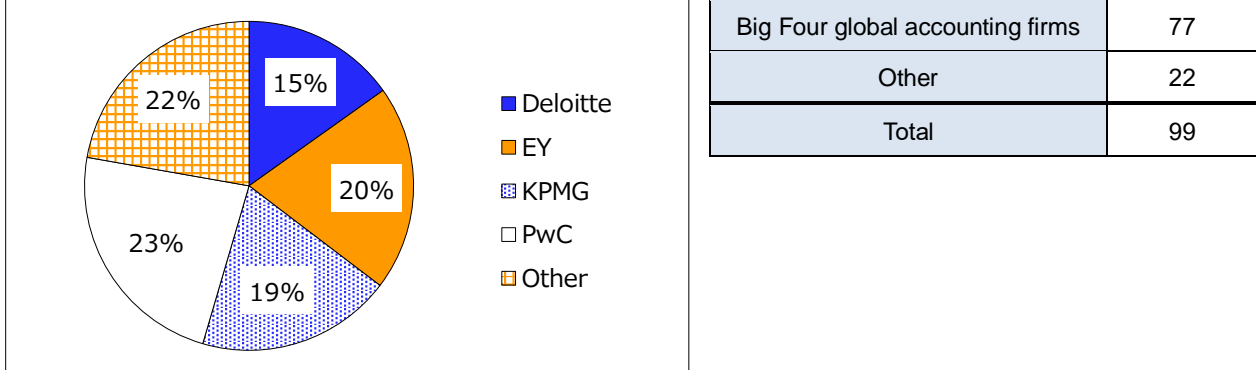 15%
20%
19%
23%
22%
Deloitte
EY
KPMG
PwC
Other
Big Four global accounting firms 77
Other 22
Total 99